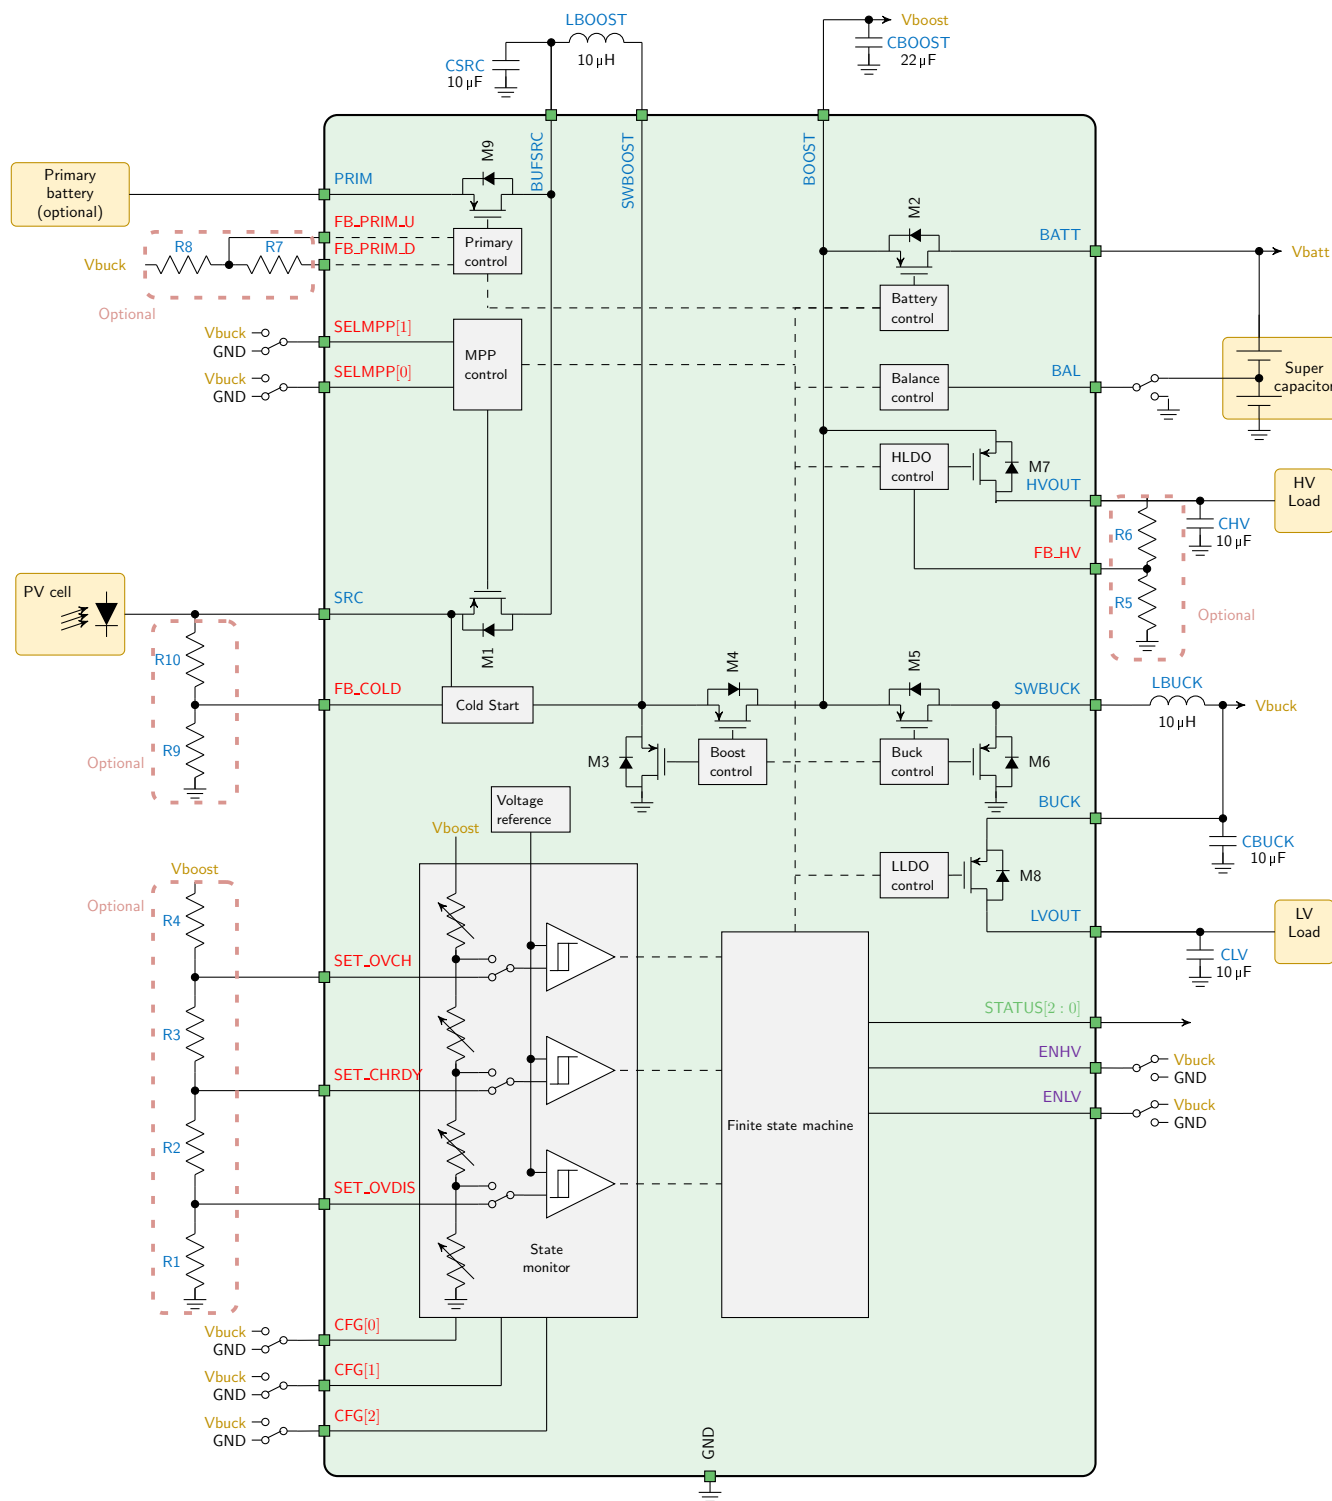 LBOOST
10 µH
CSRC
10 µF
Vboost
CBOOST
22 µF
BUFSRC
SWBOOST
BOOST
Primary
battery
(optional)
PRIM
M9
FB_PRIM_U
FB_PRIM_D
Primary
control
R8
R7
Vbuck
Optional
M2
BATT
Vbatt
Battery
control
Vbuck
GND
SELMPP[1]
Vbuck
GND
SELMPP[0]
MPP
control
Balance
control
BAL
Super
capacitor
HLDO
control
M7
HVOUT
HV
Load
CHV
10 µF
R6
FB_HV
R5
Optional
PV cell
SRC
M1
R10
FB_COLD
Cold Start
R9
Optional
M4
M5
SWBUCK
LBUCK
10 µH
Vbuck
M3
Boost
control
Buck
control
M6
BUCK
CBUCK
10 µF
Voltage
reference
Vboost
LLDO
control
M8
LVOUT
LV
Load
CLV
10 µF
Vboost
Optional
R4
SET_OVCH
R3
SET_CHRDY
R2
SET_OVDIS
R1
State
monitor
Finite state machine
STATUS[2 : 0]
ENHV
Vbuck
GND
ENLV
Vbuck
GND
Vbuck
GND
CFG[0]
Vbuck
GND
CFG[1]
Vbuck
GND
CFG[2]
GND